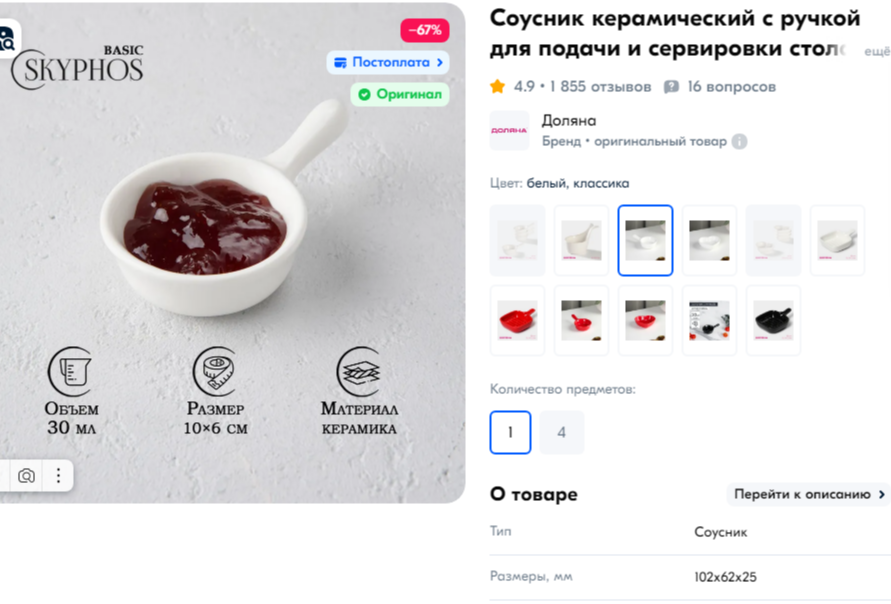 BASIC
SKYPHOS
–67%
Постоплата
Оригинал
Объем
30 мл
Размер
10×6 см
Материал
керамика
Соусник керамический с ручкой
для подачи и сервировки стол
ещё
4.9 • 1 855 отзывов
16 вопросов
ДОЛЯНА
Доляна
Бренд • оригинальный товар
Цвет: белый, классика
Количество предметов:
1
4
О товаре
Перейти к описанию
Тип
Соусник
Размеры, мм
102x62x25